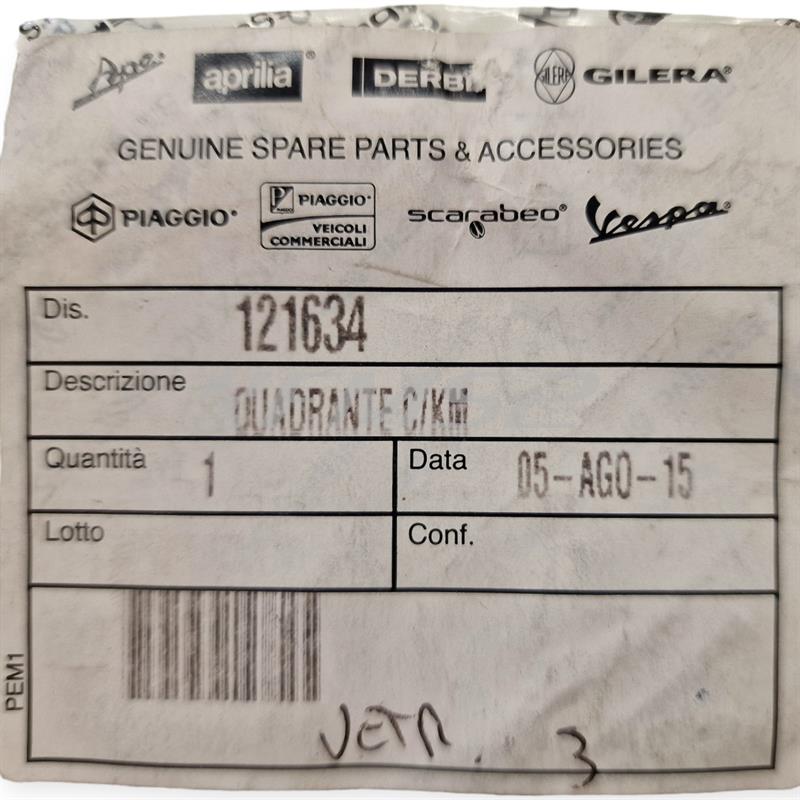 Ape
aprilia® DERBI GILERA GILERA®
GENUINE SPARE PARTS & ACCESSORIES
PIAGGIO® PIAGGIO® scarabeo® Vespa®
VEICOLI
COMMERCIALI
Dis. 121634
Descrizione QUADRANTE C/KM
Quantità 1 Data 05-AGO-15
Lotto Conf.
PEM1
3